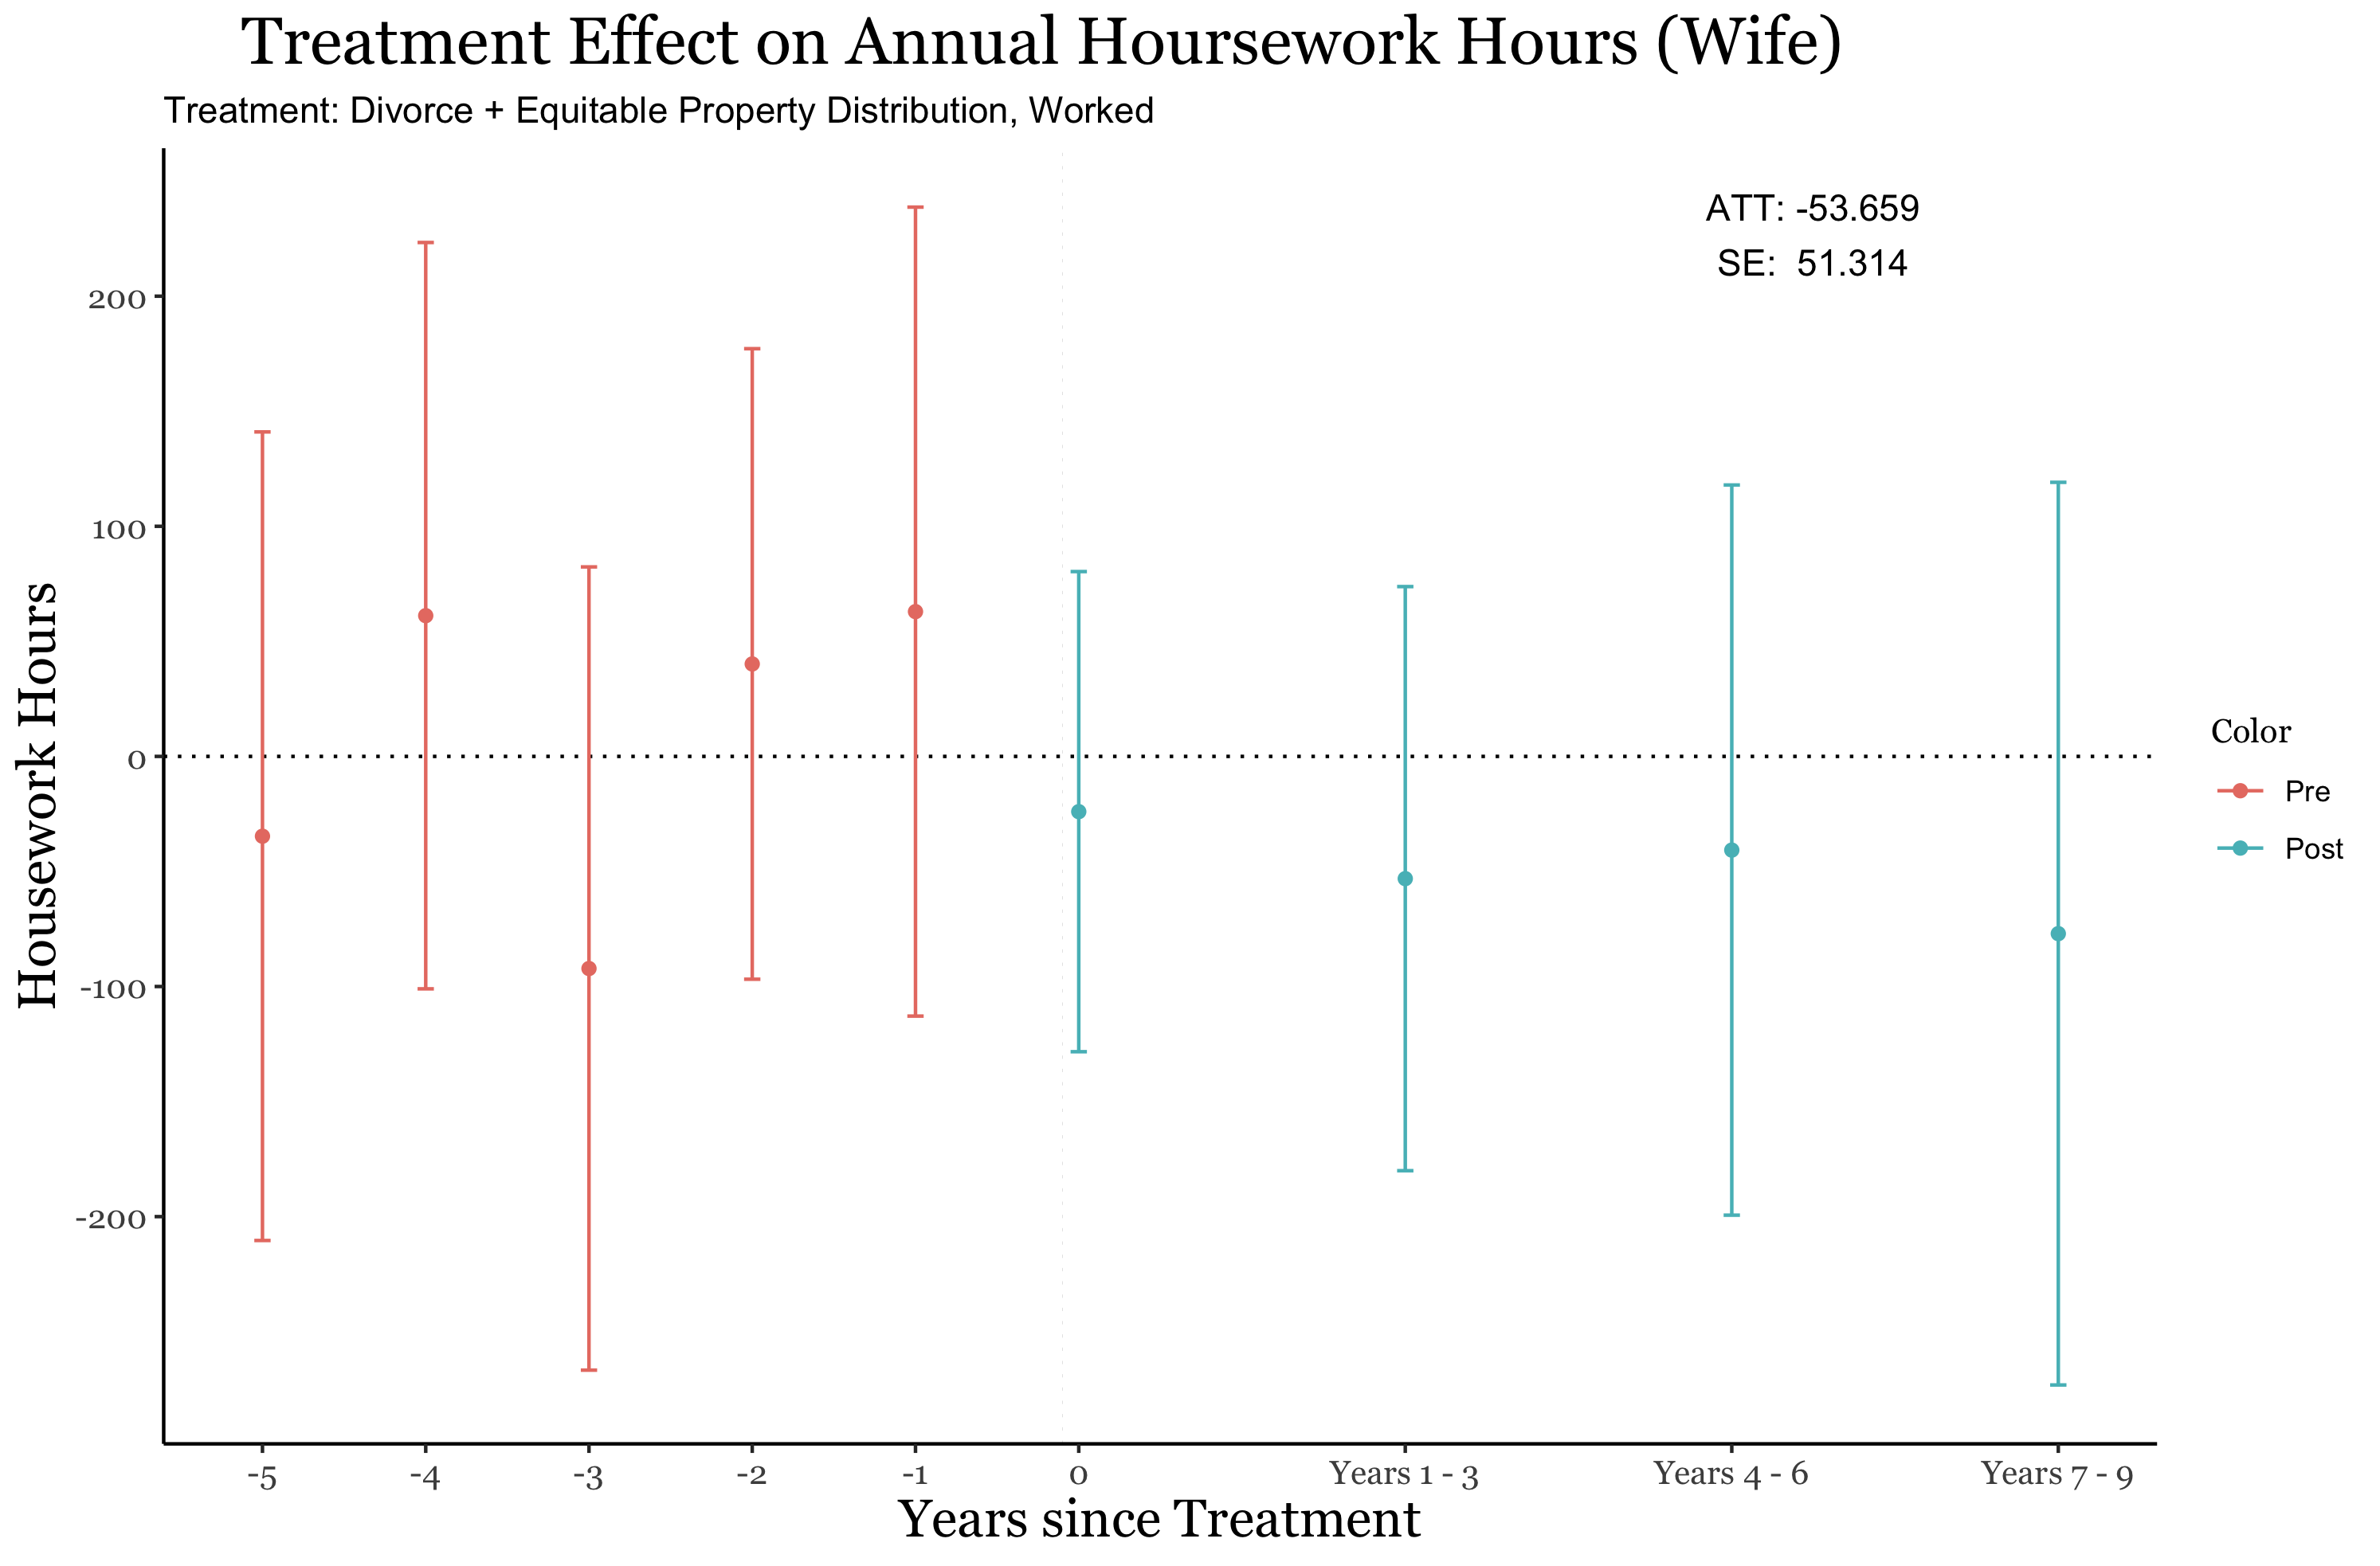 Treatment Effect on Annual Hoursework Hours (Wife)
Treatment: Divorce + Equitable Property Distribution, Worked
ATT: -53.659
SE: 51.314
200
100
0
-100
-200
Housework Hours
Color
Pre
Post
-5 -4 -3 -2 -1 0 Years 1 - 3 Years 4 - 6 Years 7 - 9
Years since Treatment